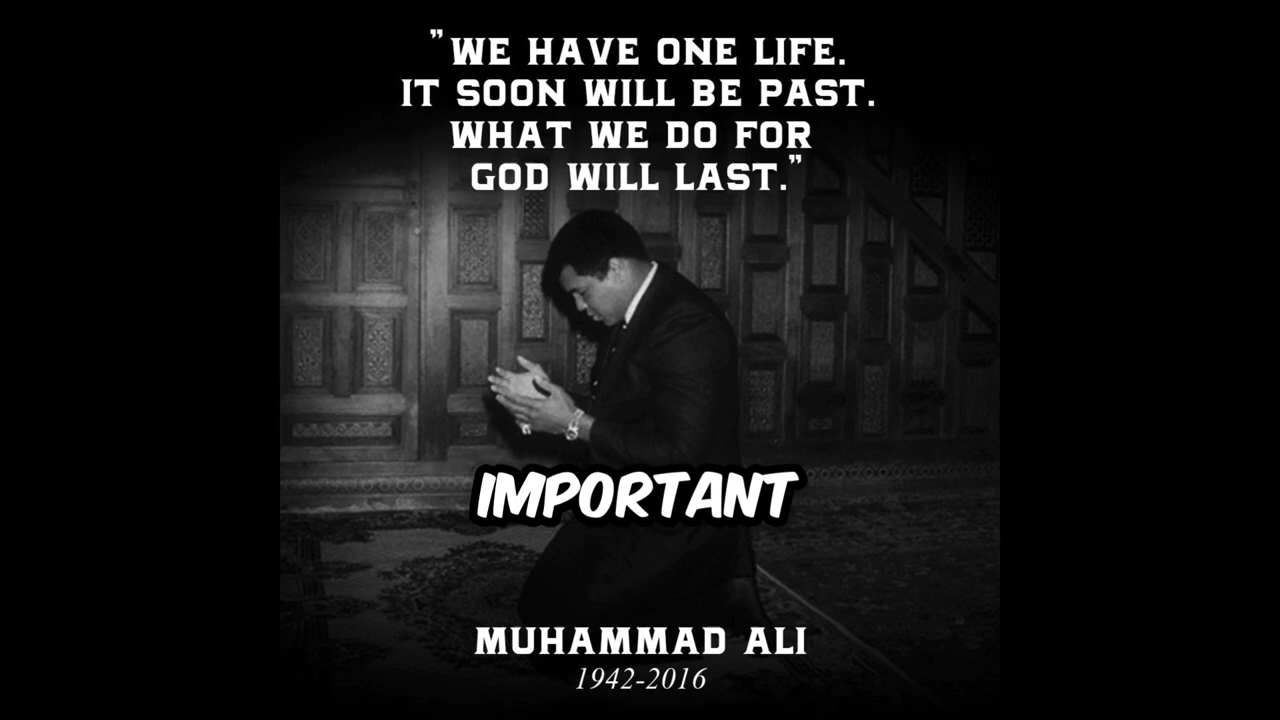 "WE HAVE ONE LIFE.
IT SOON WILL BE PAST.
WHAT WE DO FOR
GOD WILL LAST."
IMPORTANT
MUHAMMAD ALI
1942-2016